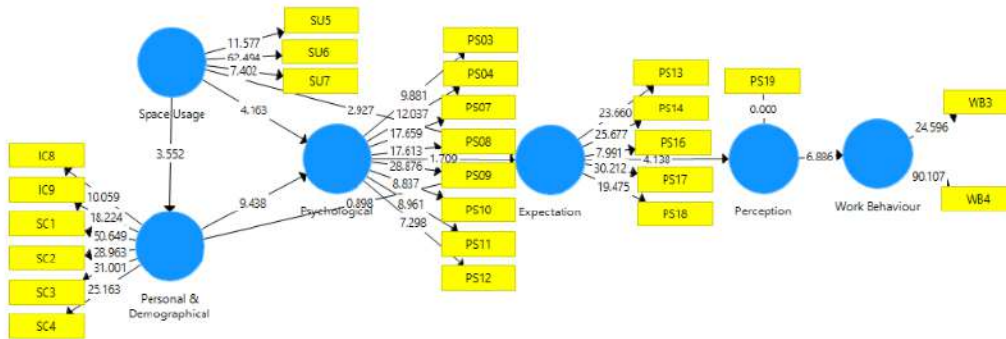 SU5
SU6
SU7
11.577
62.494
7.402
Space Usage
4.163
2.927
3.552
IC8
IC9
SC1
SC2
SC3
SC4
10.059
18.224
50.649
28.963
31.001
25.163
Personal &
Demographical
9.438
0.898
Psychological
PS03
PS04
PS07
PS08
PS09
PS10
PS11
PS12
9.881
12.037
17.659
17.613
28.876
8.837
8.961
7.298
1.709
Expectation
PS13
PS14
PS16
PS17
PS18
23.660
25.677
7.991
30.212
19.475
4.138
PS19
0.000
Perception
6.886
Work Behaviour
WB3
WB4
24.596
90.107